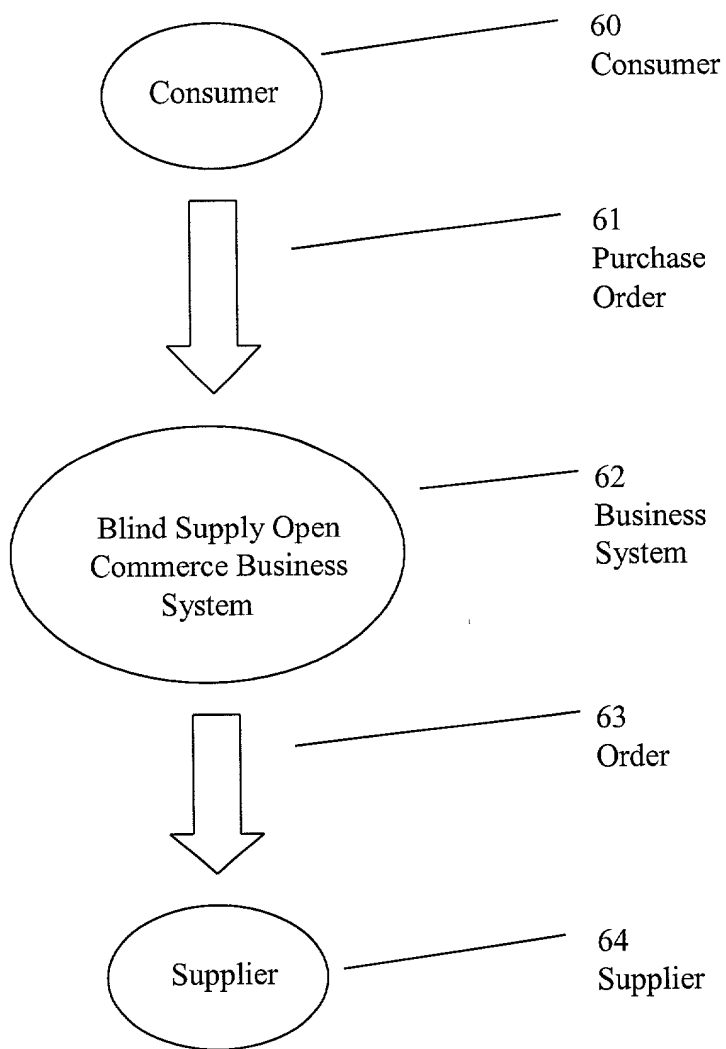 Consumer
60
Consumer
61
Purchase
Order
Blind Supply Open
Commerce Business
System
62
Business
System
63
Order
Supplier
64
Supplier